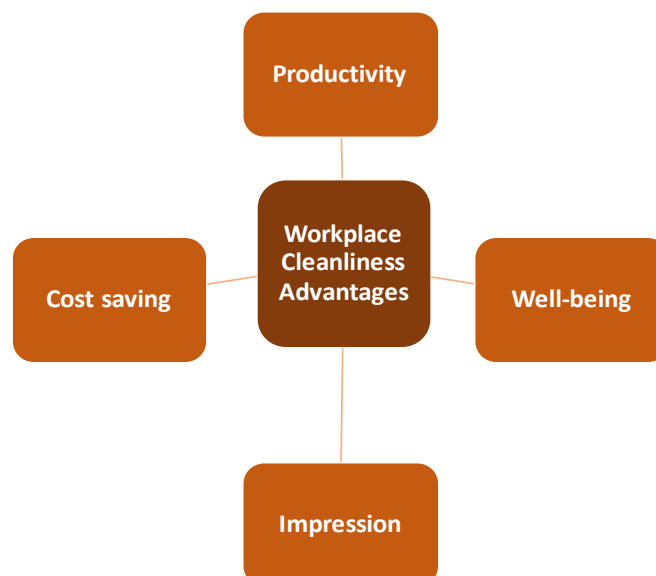 Productivity
Workplace
Cleanliness
Advantages
Cost saving
Well-being
Impression